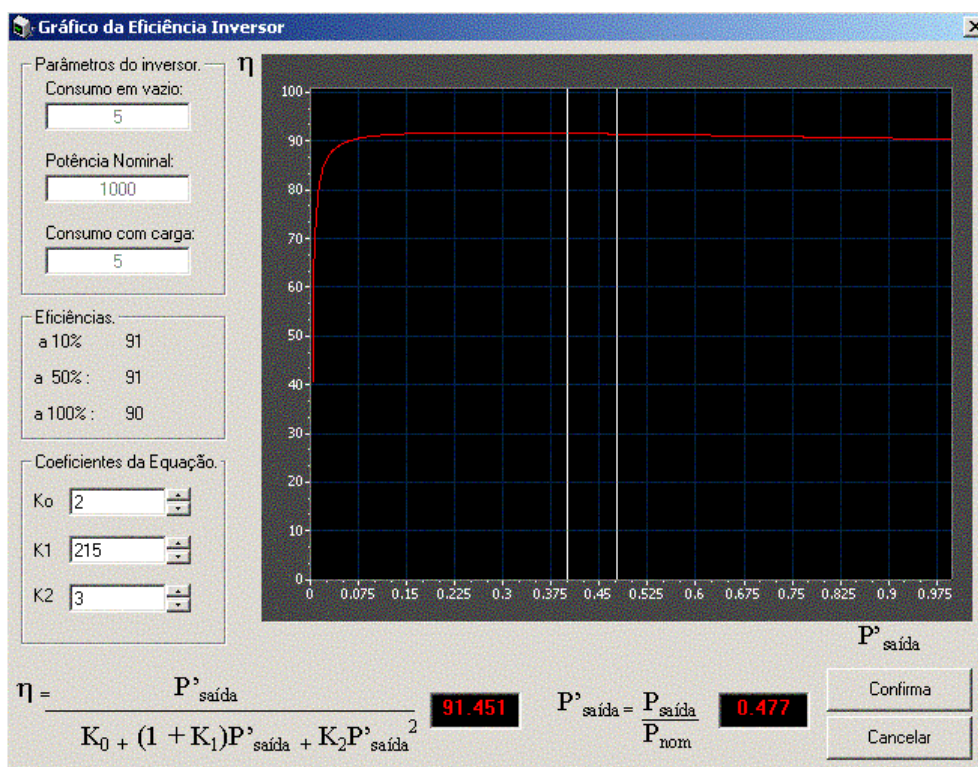 Gráfico da Eficiência Inversor
Parâmetros do inversor.
Consumo em vazio:
5
Potência Nominal:
1000
Consumo com carga:
5
Eficiências.
a 10% 91
a 50% : 91
a 100% : 90
Coeficientes da Equação.
Ko 2
K1 215
K2 3
η
100
90
80
70
60
50
40
30
20
10
0
0 0.075 0.15 0.225 0.3 0.375 0.45 0.525 0.6 0.675 0.75 0.825 0.9 0.975
P'saída
η = P'saída
K0 + (1 + K1)P'saída + K2P'saída²
91.451
P'saída = Psaída
Pnom
0.477
Confirma
Cancelar